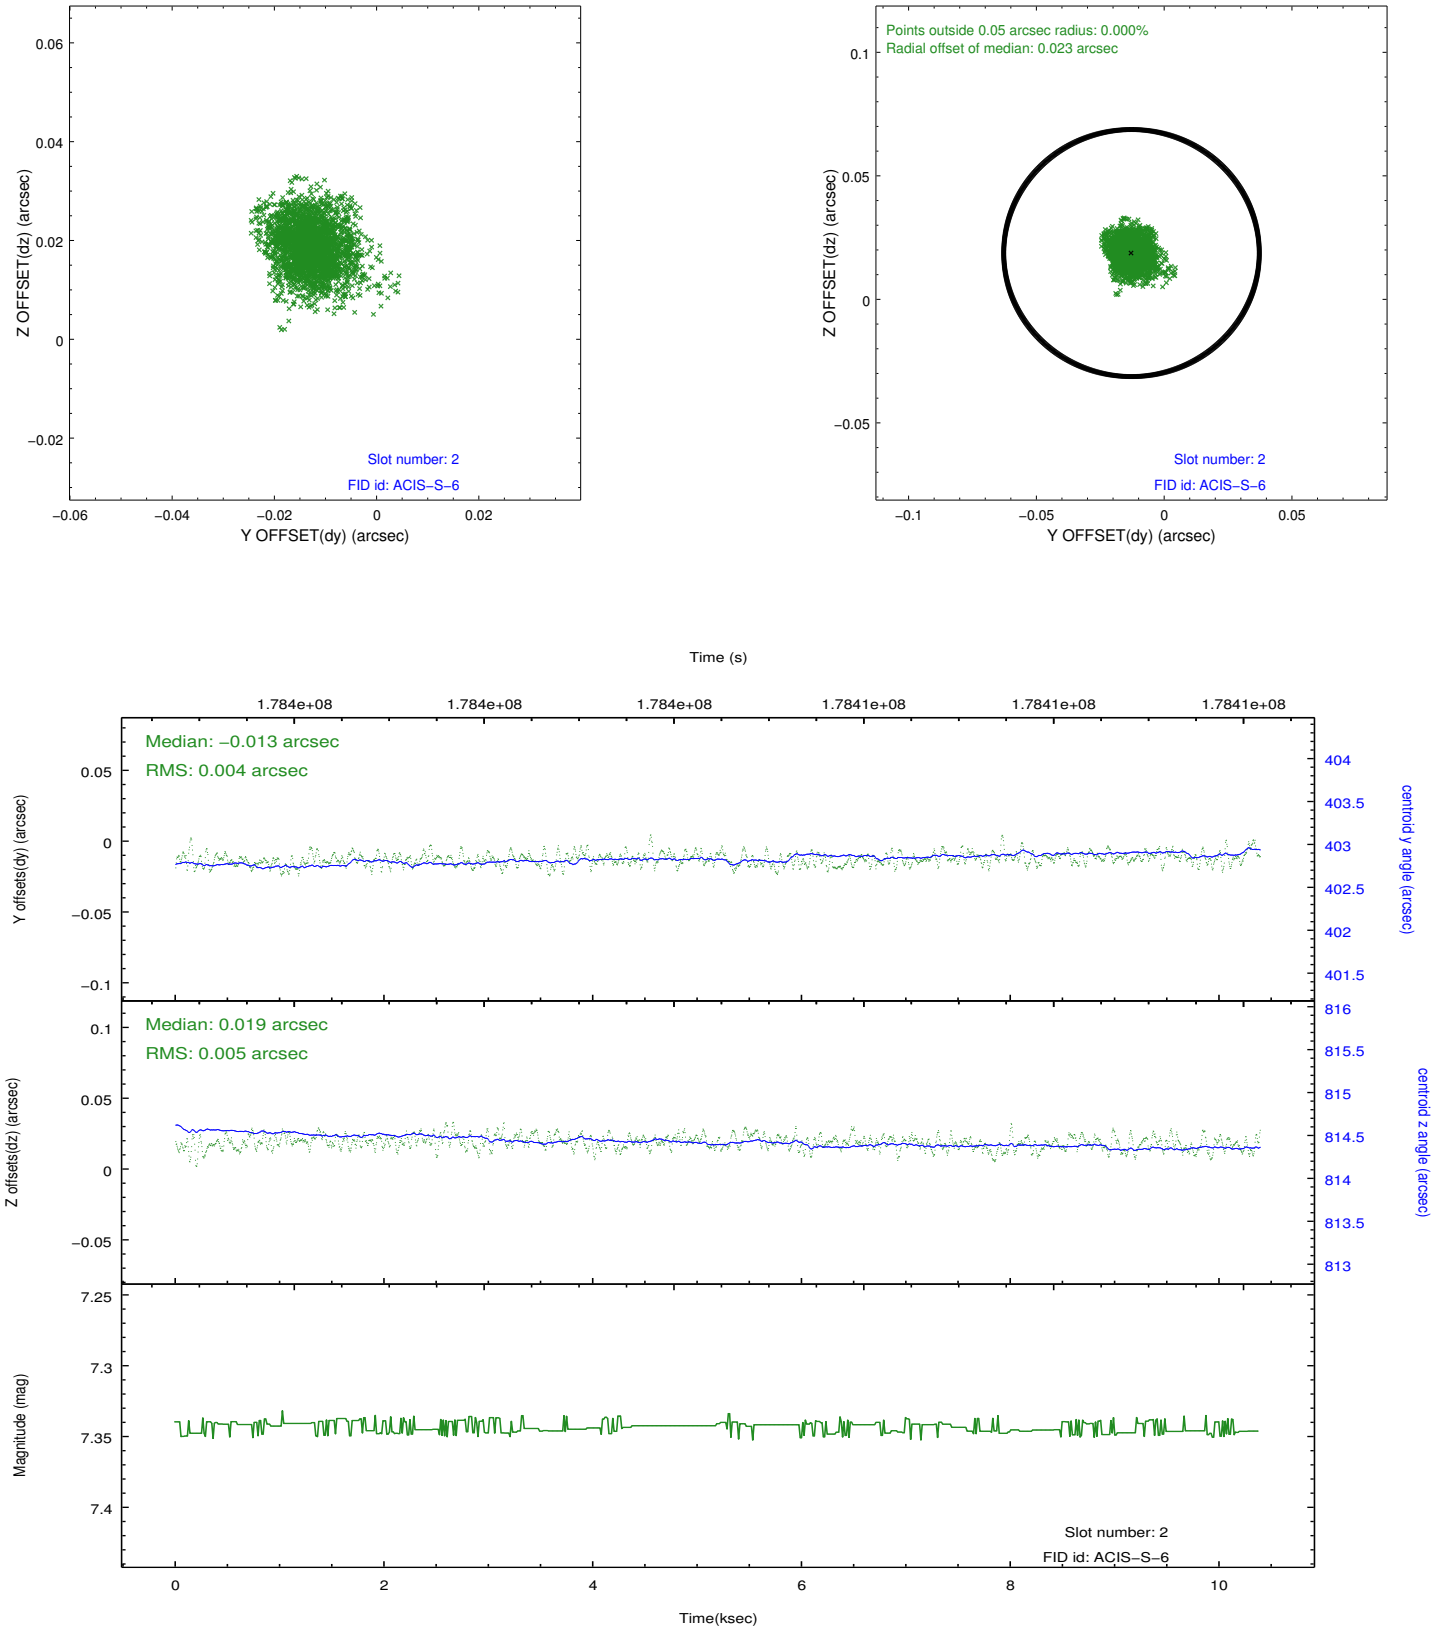 0.06
0.04
0.02
0
−0.02
Z OFFSET(dz) (arcsec)
Slot number: 2
FID id: ACIS−S−6
−0.06 −0.04 −0.02 0 0.02
Y OFFSET(dy) (arcsec)
Points outside 0.05 arcsec radius: 0.000%
Radial offset of median: 0.023 arcsec
0.1
0.05
0
−0.05
Z OFFSET(dz) (arcsec)
Slot number: 2
FID id: ACIS−S−6
−0.1 −0.05 0 0.05
Y OFFSET(dy) (arcsec)
Time (s)
1.784e+08 1.784e+08 1.784e+08 1.7841e+08 1.7841e+08 1.7841e+08
Median: −0.013 arcsec
RMS: 0.004 arcsec
0.05
0
−0.05
−0.1
Y offsets(dy) (arcsec)
404
403.5
403
402.5
402
401.5
centroid y angle (arcsec)
Median: 0.019 arcsec
RMS: 0.005 arcsec
0.1
0.05
0
−0.05
Z offsets(dz) (arcsec)
816
815.5
815
814.5
814
813.5
813
centroid z angle (arcsec)
7.25
7.3
7.35
7.4
Magnitude (mag)
Slot number: 2
FID id: ACIS−S−6
0 2 4 6 8 10
Time(ksec)